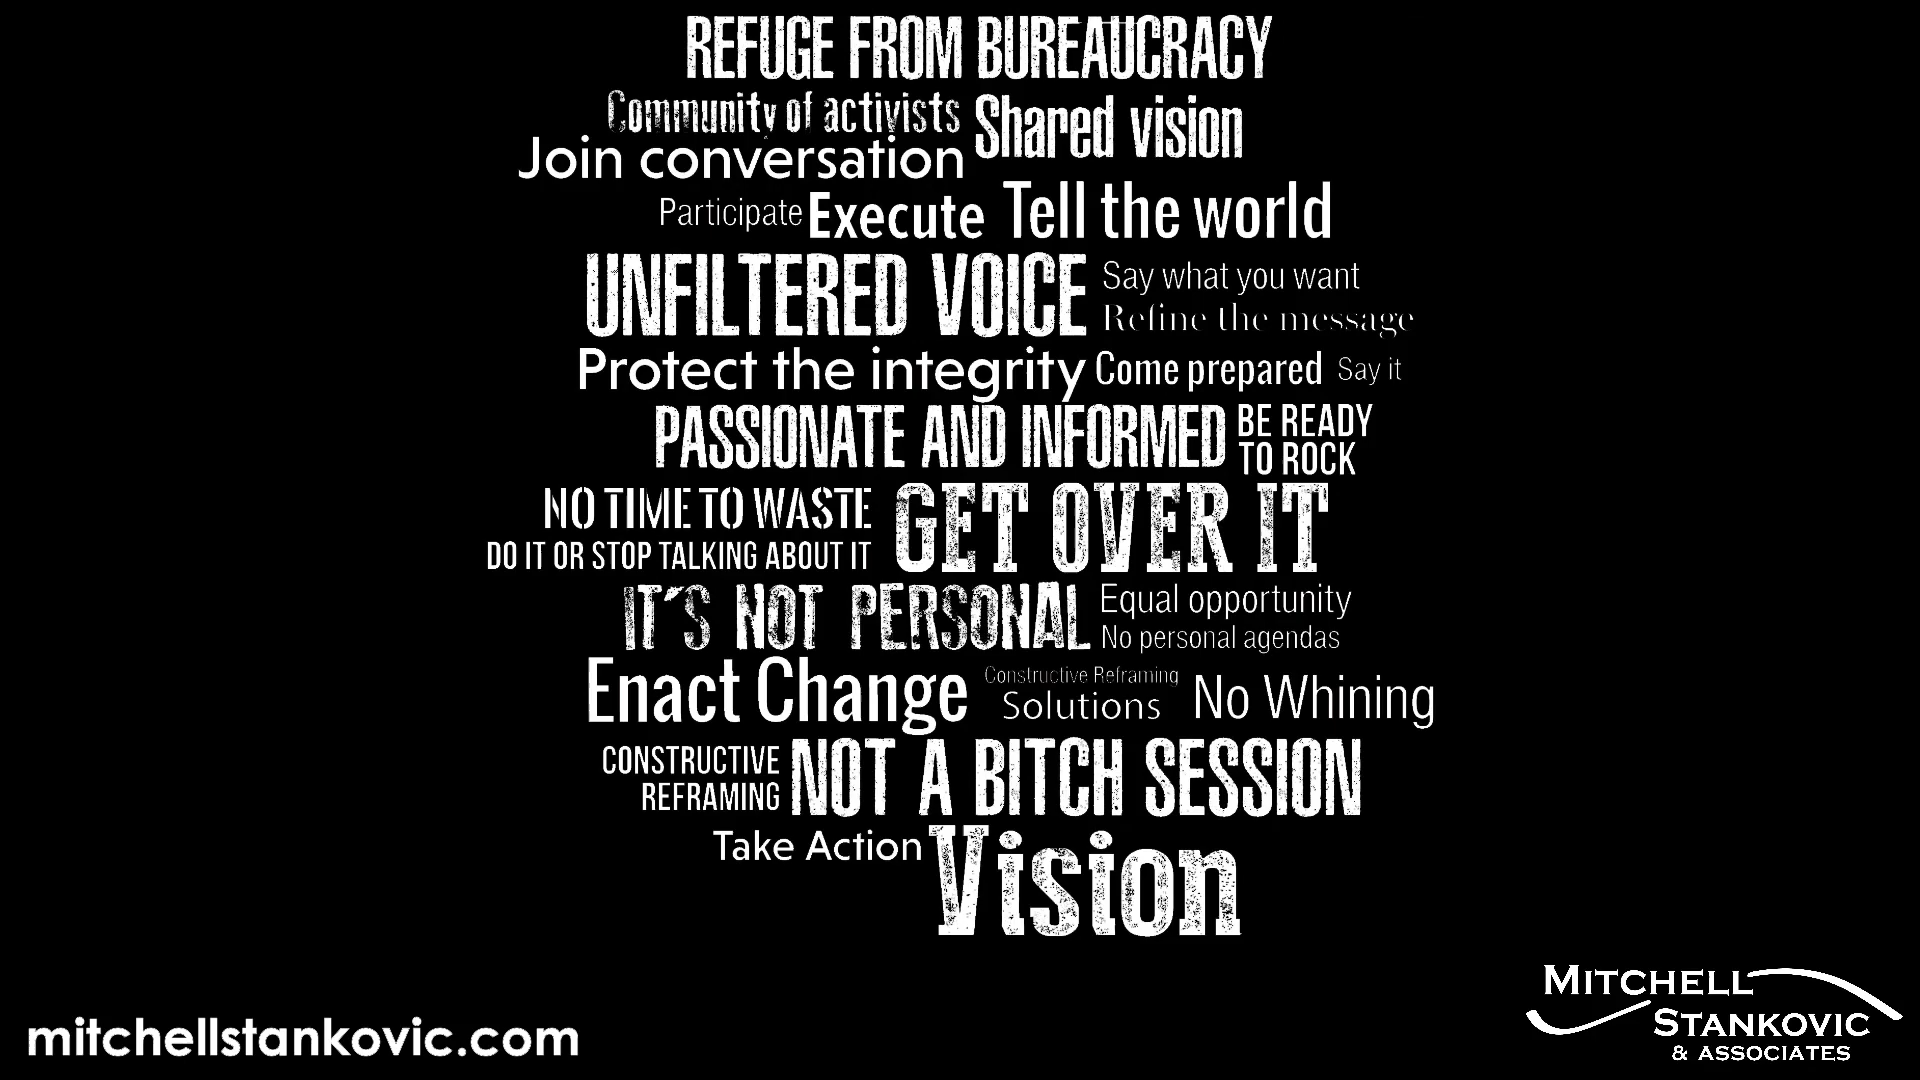 REFUGE FROM BUREAUCRACY
Community of activists
Shared vision
Join conversation
Participate
Execute
Tell the world
UNFILTERED VOICE
Say what you want
Refine the message
Protect the integrity
Come prepared
Say it
PASSIONATE AND INFORMED
BE READY
TO ROCK
NO TIME TO WASTE
DO IT OR STOP TALKING ABOUT IT
GET OVER IT
IT'S NOT PERSONAL
Equal opportunity
No personal agendas
Enact Change
Constructive Reframing
Solutions
No Whining
CONSTRUCTIVE
REFRAMING
NOT A BITCH SESSION
Take Action
Vision
mitchellstankovic.com
MITCHELL
STANKOVIC
& ASSOCIATES